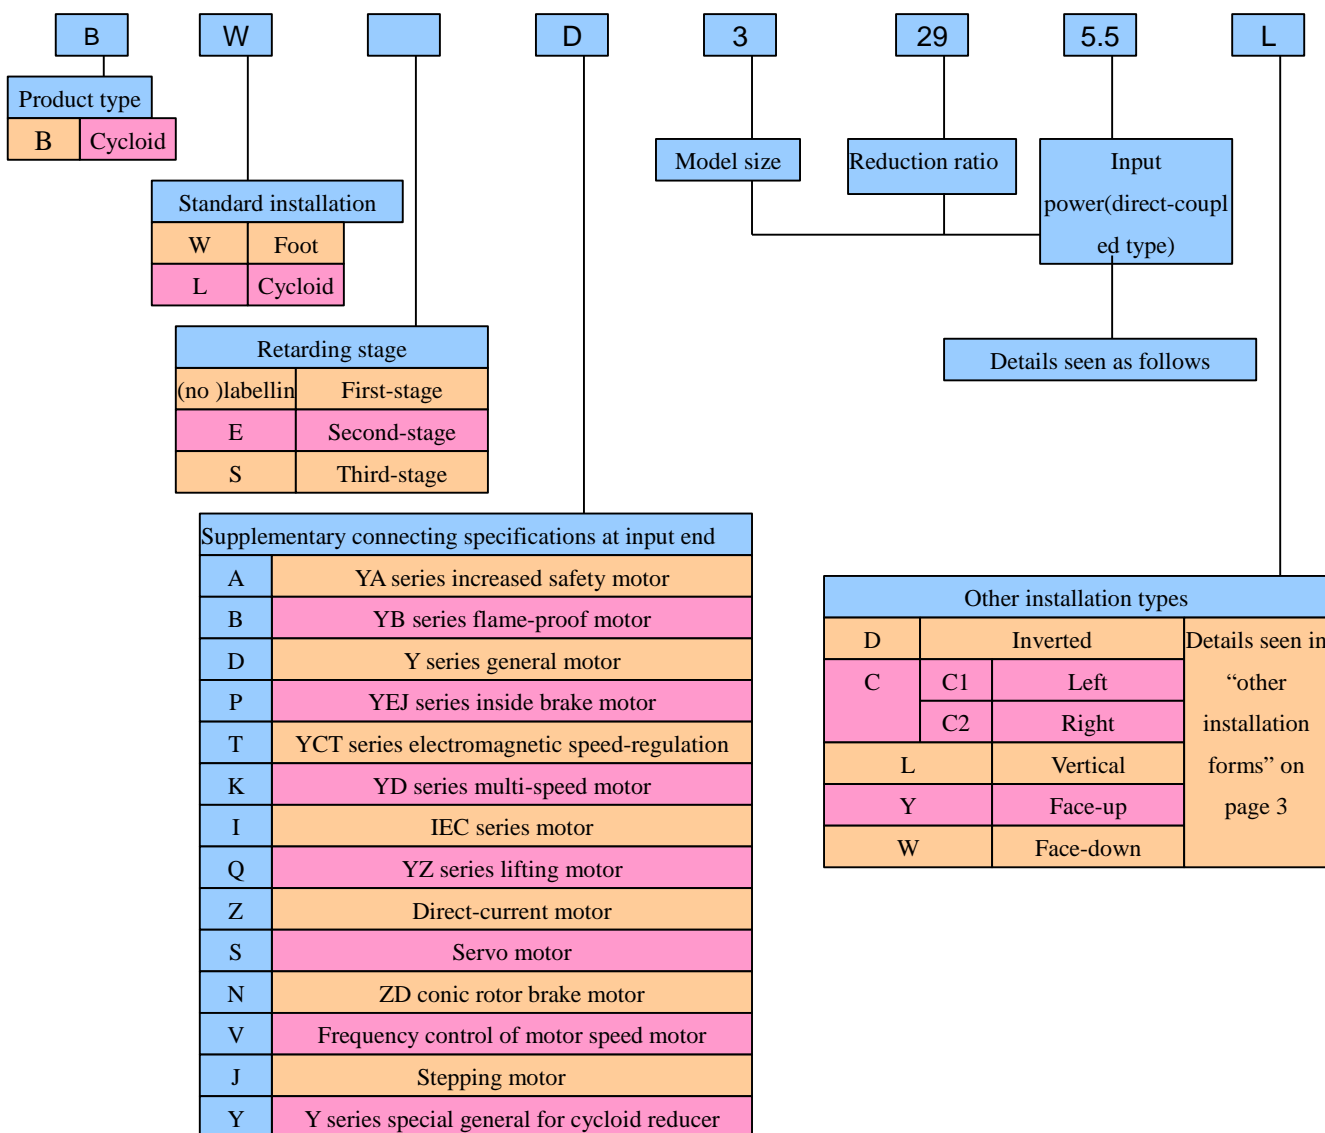 B W D 3 29 5.5 L
Product type
B Cycloid
Standard installation
W Foot
L Cycloid
Retarding stage
(no )labellin First-stage
E Second-stage
S Third-stage
Supplementary connecting specifications at input end
A YA series increased safety motor
B YB series flame-proof motor
D Y series general motor
P YEJ series inside brake motor
T YCT series electromagnetic speed-regulation
K YD series multi-speed motor
I IEC series motor
Q YZ series lifting motor
Z Direct-current motor
S Servo motor
N ZD conic rotor brake motor
V Frequency control of motor speed motor
J Stepping motor
Y Y series special general for cycloid reducer
Model size
Reduction ratio
Input
power(direct-coupl
ed type)
Details seen as follows
Other installation types
D Inverted
C C1 Left
C2 Right
L Vertical
Y Face-up
W Face-down
Details seen in
“other
installation
forms” on
page 3